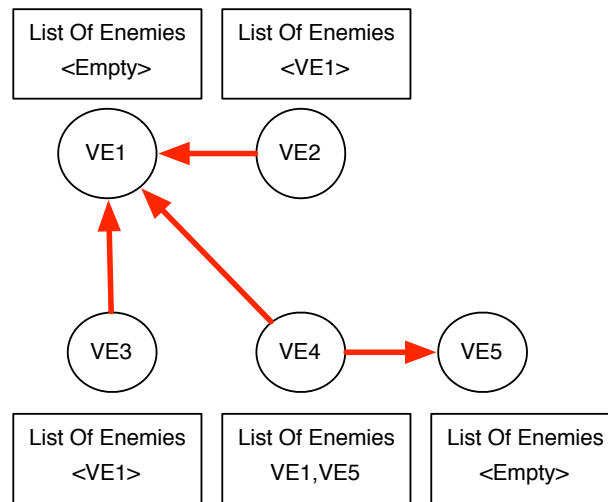 List Of Enemies
<Empty>
List Of Enemies
<VE1>
VE1
VE2
VE3
VE4
VE5
List Of Enemies
<VE1>
List Of Enemies
VE1,VE5
List Of Enemies
<Empty>